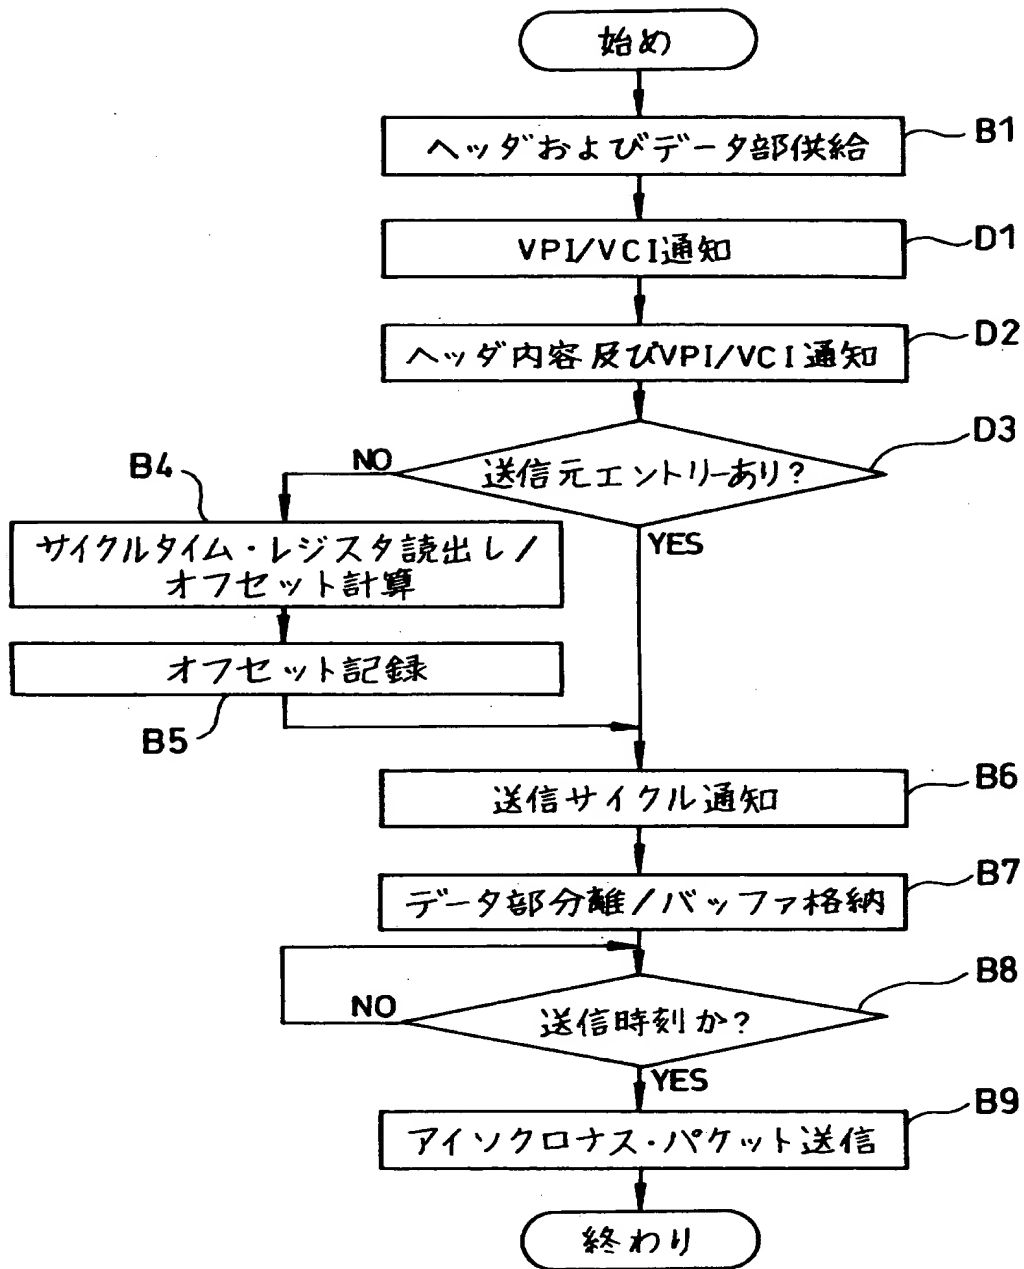 始め
ヘッダおよびデータ部供給
B1
VPI/VCI通知
D1
ヘッダ内容及びVPI/VCI通知
D2
送信元エントリーあり?
D3
NO
YES
B4
サイクルタイム・レジスタ読出し/
オフセット計算
オフセット記録
B5
送信サイクル通知
B6
データ部分離/バッファ格納
B7
送信時刻か?
B8
NO
YES
アイソクロナス・パケット送信
B9
終わり